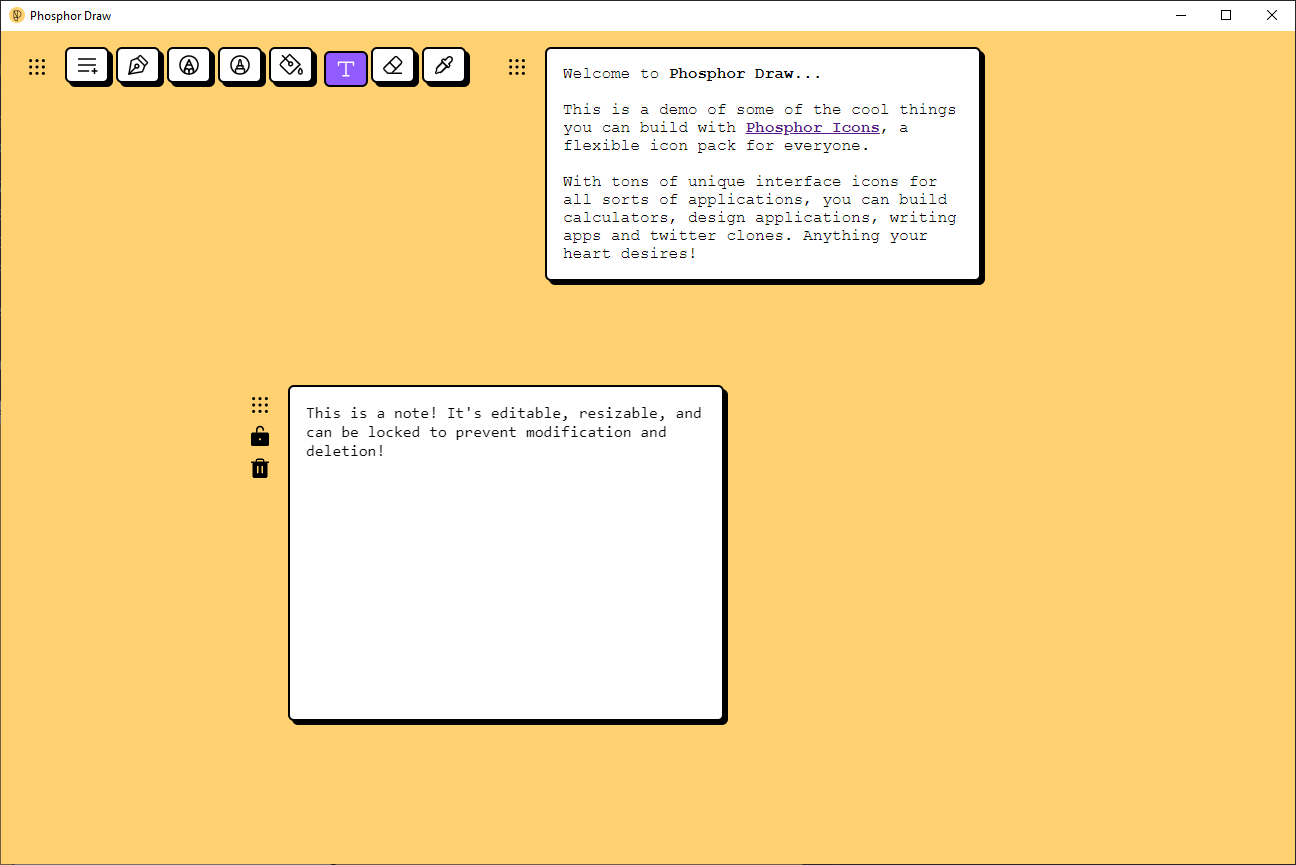 Phosphor Draw
Welcome to Phosphor Draw...
This is a demo of some of the cool things
you can build with Phosphor Icons, a
flexible icon pack for everyone.
With tons of unique interface icons for
all sorts of applications, you can build
calculators, design applications, writing
apps and twitter clones. Anything your
heart desires!
This is a note! It's editable, resizable, and
can be locked to prevent modification and
deletion!